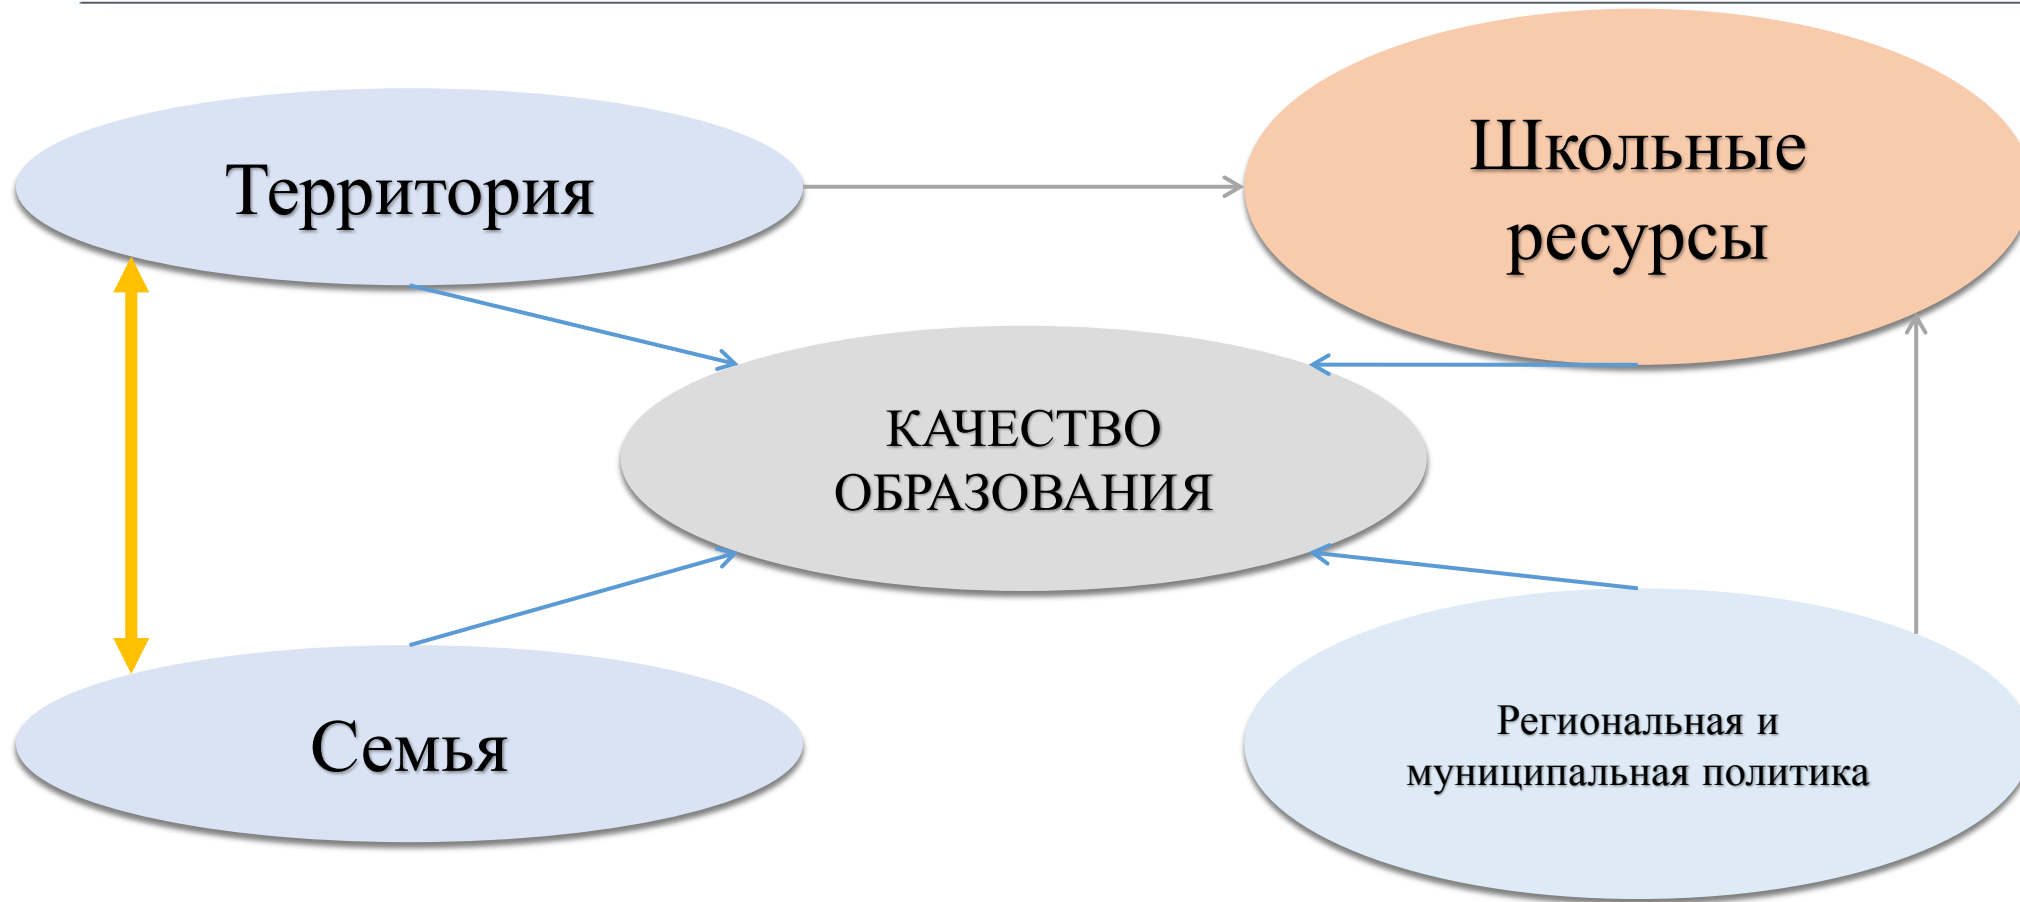 Территория
Школьные
ресурсы
КАЧЕСТВО
ОБРАЗОВАНИЯ
Семья
Региональная и
муниципальная политика